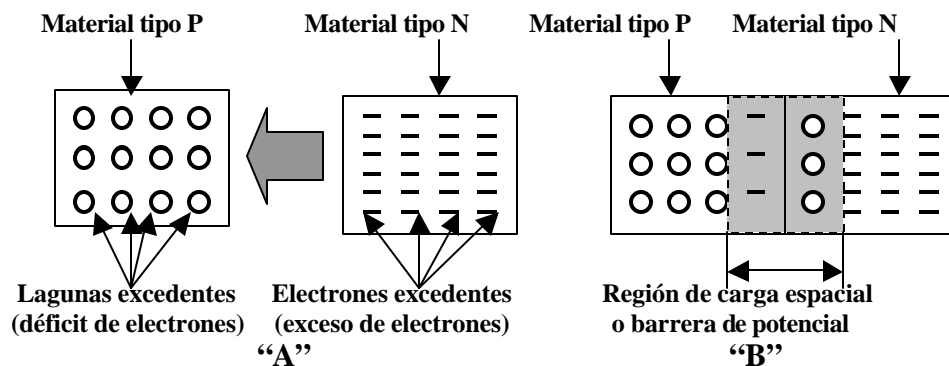 Material tipo P
Material tipo N
Material tipo P
Material tipo N
Lagunas excedentes
(déficit de electrones)
Electrones excedentes
(exceso de electrones)
“A”
Región de carga espacial
o barrera de potencial
“B”